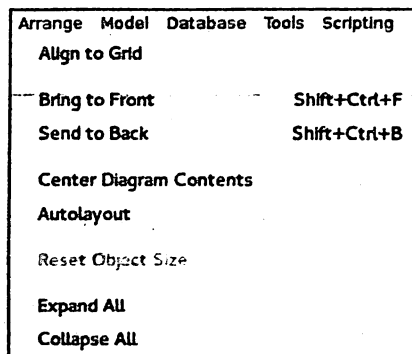 Arrange Model Database Tools Scripting
Align to Grid
Bring to Front Shift+Ctrl+F
Send to Back Shift+Ctrl+B
Center Diagram Contents
Autolayout
Reset Object Size
Expand All
Collapse All